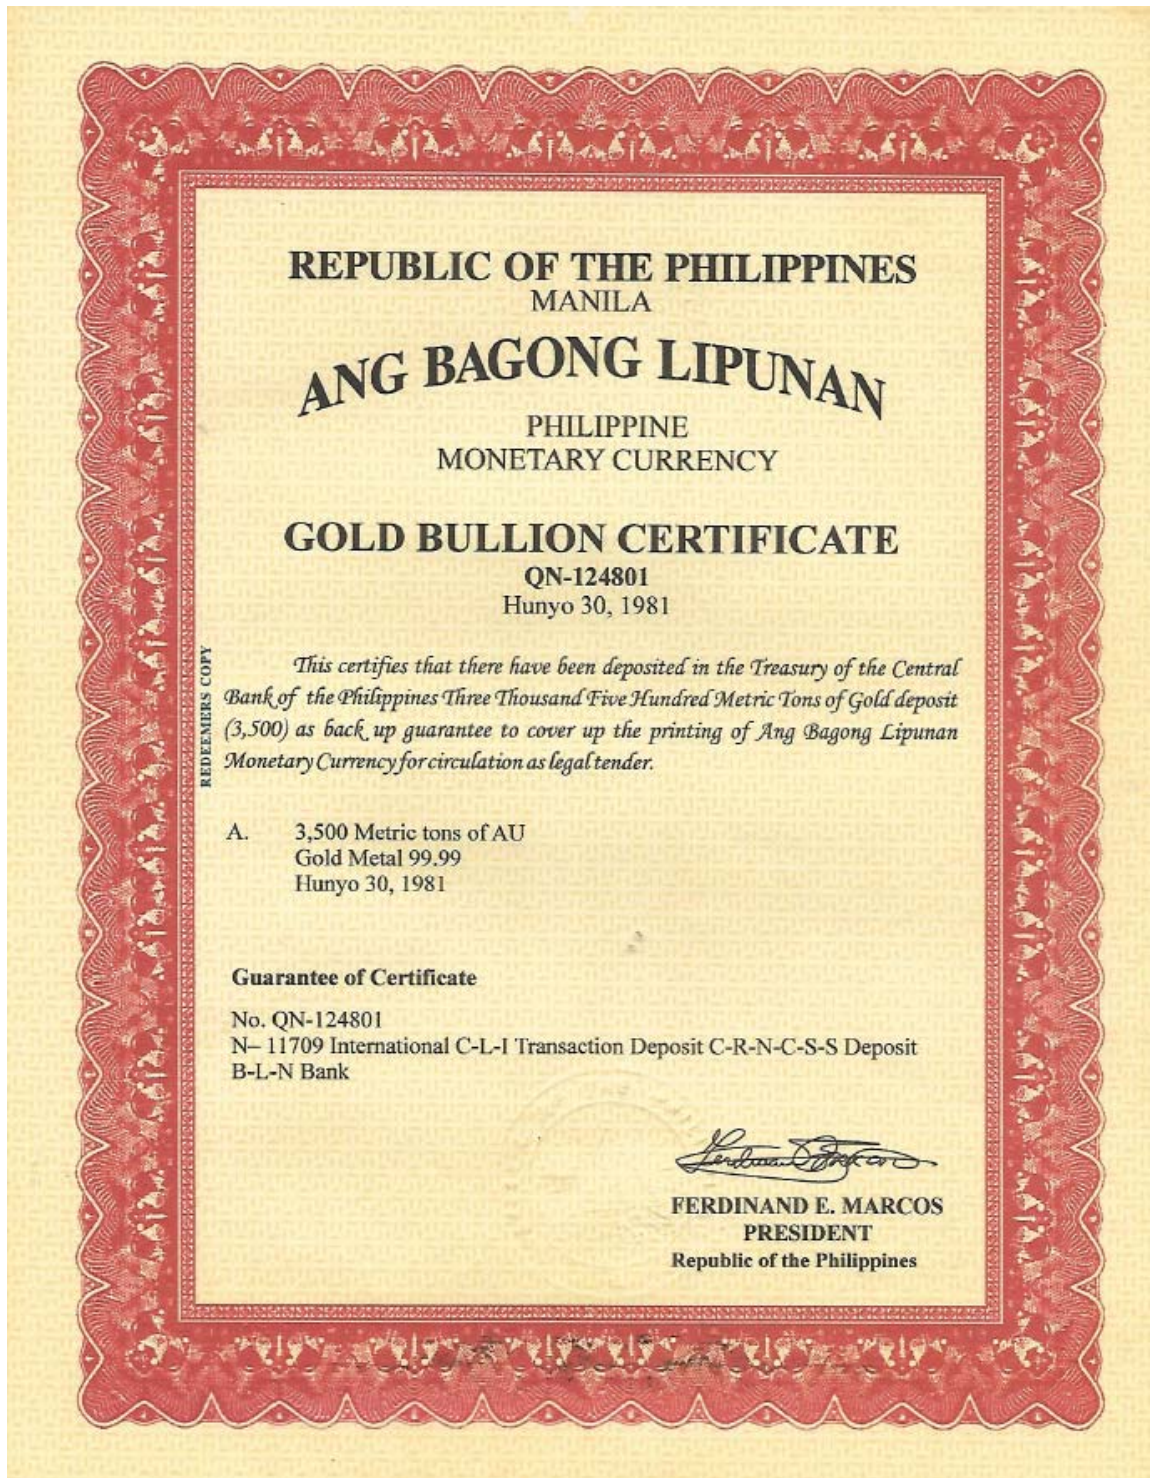 REPUBLIC OF THE PHILIPPINES
MANILA
ANG BAGONG LIPUNAN
PHILIPPINE
MONETARY CURRENCY
GOLD BULLION CERTIFICATE
QN-124801
Hunyo 30, 1981
REDEEMERS COPY
This certifies that there have been deposited in the Treasury of the Central
Bank of the Philippines Three Thousand Five Hundred Metric Tons of Gold deposit
(3,500) as back up guarantee to cover up the printing of Ang Bagong Lipunan
Monetary Currency for circulation as legal tender.
A. 3,500 Metric tons of AU
Gold Metal 99.99
Hunyo 30, 1981
Guarantee of Certificate
No. QN-124801
N– 11709 International C-L-I Transaction Deposit C-R-N-C-S-S Deposit
B-L-N Bank
FERDINAND E. MARCOS
PRESIDENT
Republic of the Philippines